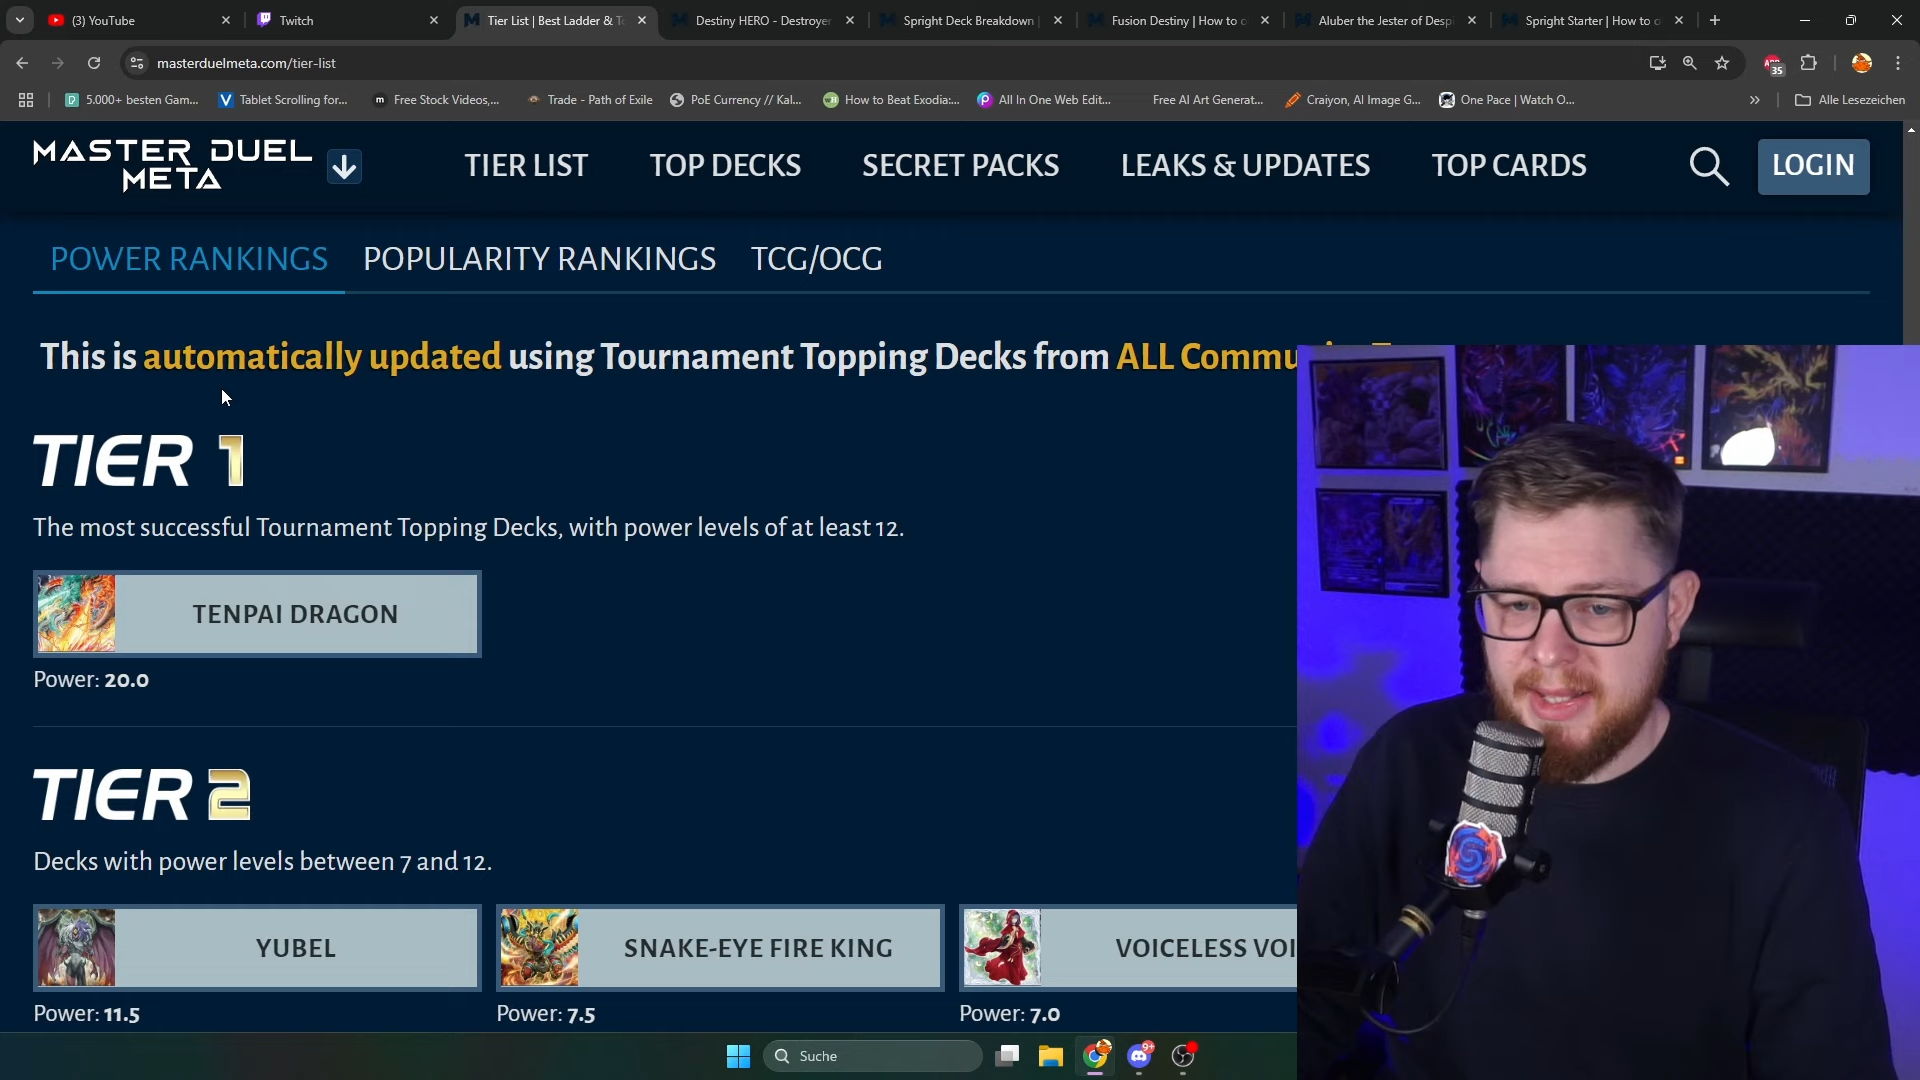 (3) YouTube
Twitch
Tier List | Best Ladder & To
Destiny HERO - Destroyer
Spright Deck Breakdown |
Fusion Destiny | How to o
Aluber the Jester of Despi
Spright Starter | How to o
masterduelmeta.com/tier-list
35
5.000+ besten Gam...
Tablet Scrolling for...
Free Stock Videos,...
Trade - Path of Exile
PoE Currency // Kal...
How to Beat Exodia:...
All In One Web Edit...
Free AI Art Generat...
Craiyon, AI Image G...
One Pace | Watch O...
Alle Lesezeichen
MASTER DUEL
META
TIER LIST
TOP DECKS
SECRET PACKS
LEAKS & UPDATES
TOP CARDS
LOGIN
POWER RANKINGS
POPULARITY RANKINGS
TCG/OCG
This is automatically updated using Tournament Topping Decks from ALL
TIER 1
The most successful Tournament Topping Decks, with power levels of at least 12.
TENPAI DRAGON
Power: 20.0
TIER 2
Decks with power levels between 7 and 12.
YUBEL
SNAKE-EYE FIRE KING
VOICELESS VOI
Power: 11.5
Power: 7.5
Power: 7.0
Suche
9+